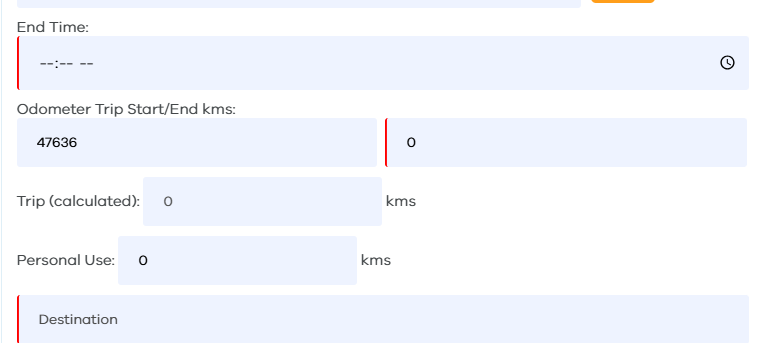 End Time:
--:-- --
Odometer Trip Start/End kms:
47636 0
Trip (calculated): 0 kms
Personal Use: 0 kms
Destination